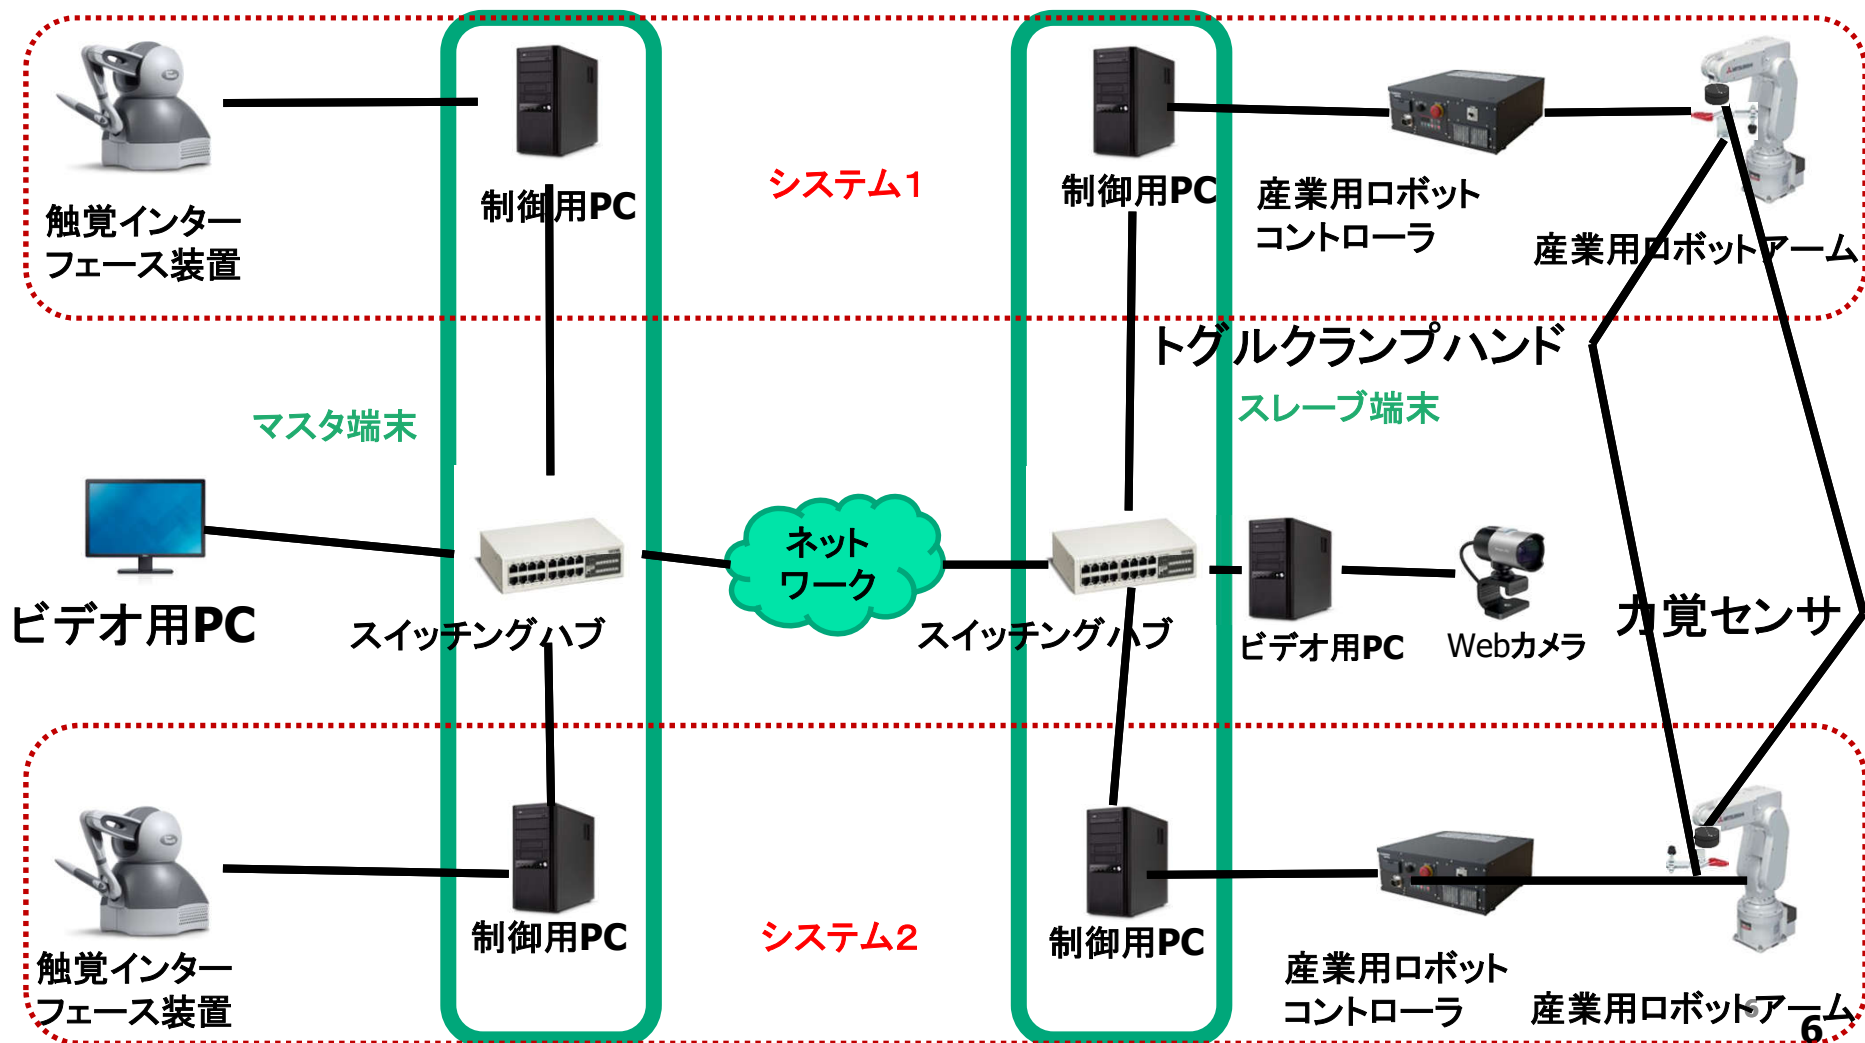 制御用PC
システム１
制御用PC
産業用ロボット
コントローラ
触覚インター
フェース装置
産業用ロボットアーム
トグルクランプハンド
マスタ端末
スレーブ端末
ネット
ワーク
ビデオ用PC
スイッチングハブ
スイッチングハブ
ビデオ用PC
Webカメラ
力覚センサ
制御用PC
システム２
制御用PC
触覚インター
フェース装置
産業用ロボット
コントローラ
産業用ロボットアーム
6
6